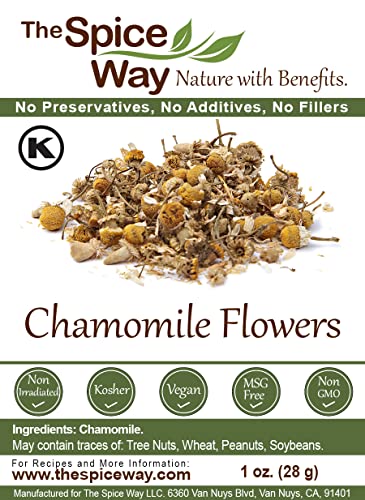 The Spice
Way Nature with Benefits.
No Preservatives, No Additives, No Fillers
K
Chamomile Flowers
Non
Irradiated
Kosher
Vegan
MSG
Free
Non
GMO
Ingredients: Chamomile.
May contain traces of: Tree Nuts, Wheat, Peanuts, Soybeans.
For Recipes and More Information:
www.thespiceway.com 1 oz. (28 g)
Manufactured for The Spice Way LLC. 6360 Van Nuys Blvd, Van Nuys, CA, 91401